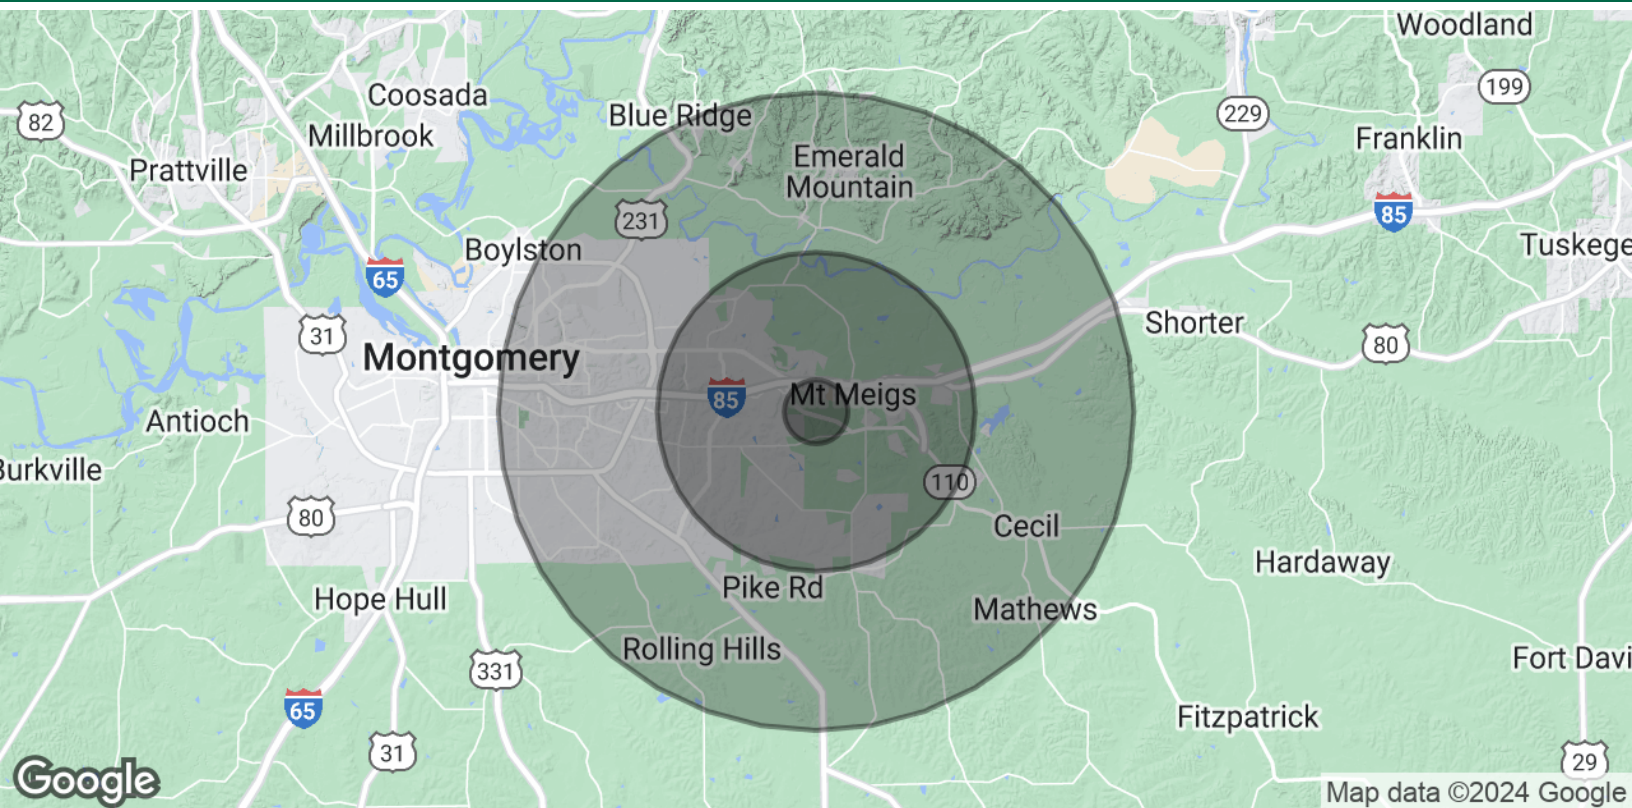 Woodland
199
Coosada
82
Blue Ridge
229
Millbrook
Franklin
Emerald
Mountain
Prattville
85
231
Tuskege
Boylston
65
Shorter
31
80
Montgomery
85
Mt Meigs
Antioch
Burkville
110
80
Cecil
Hardaway
Pike Rd
Hope Hull
Mathews
Rolling Hills
Fort Davi
331
65
Fitzpatrick
31
29
Google
Map data ©2024 Google